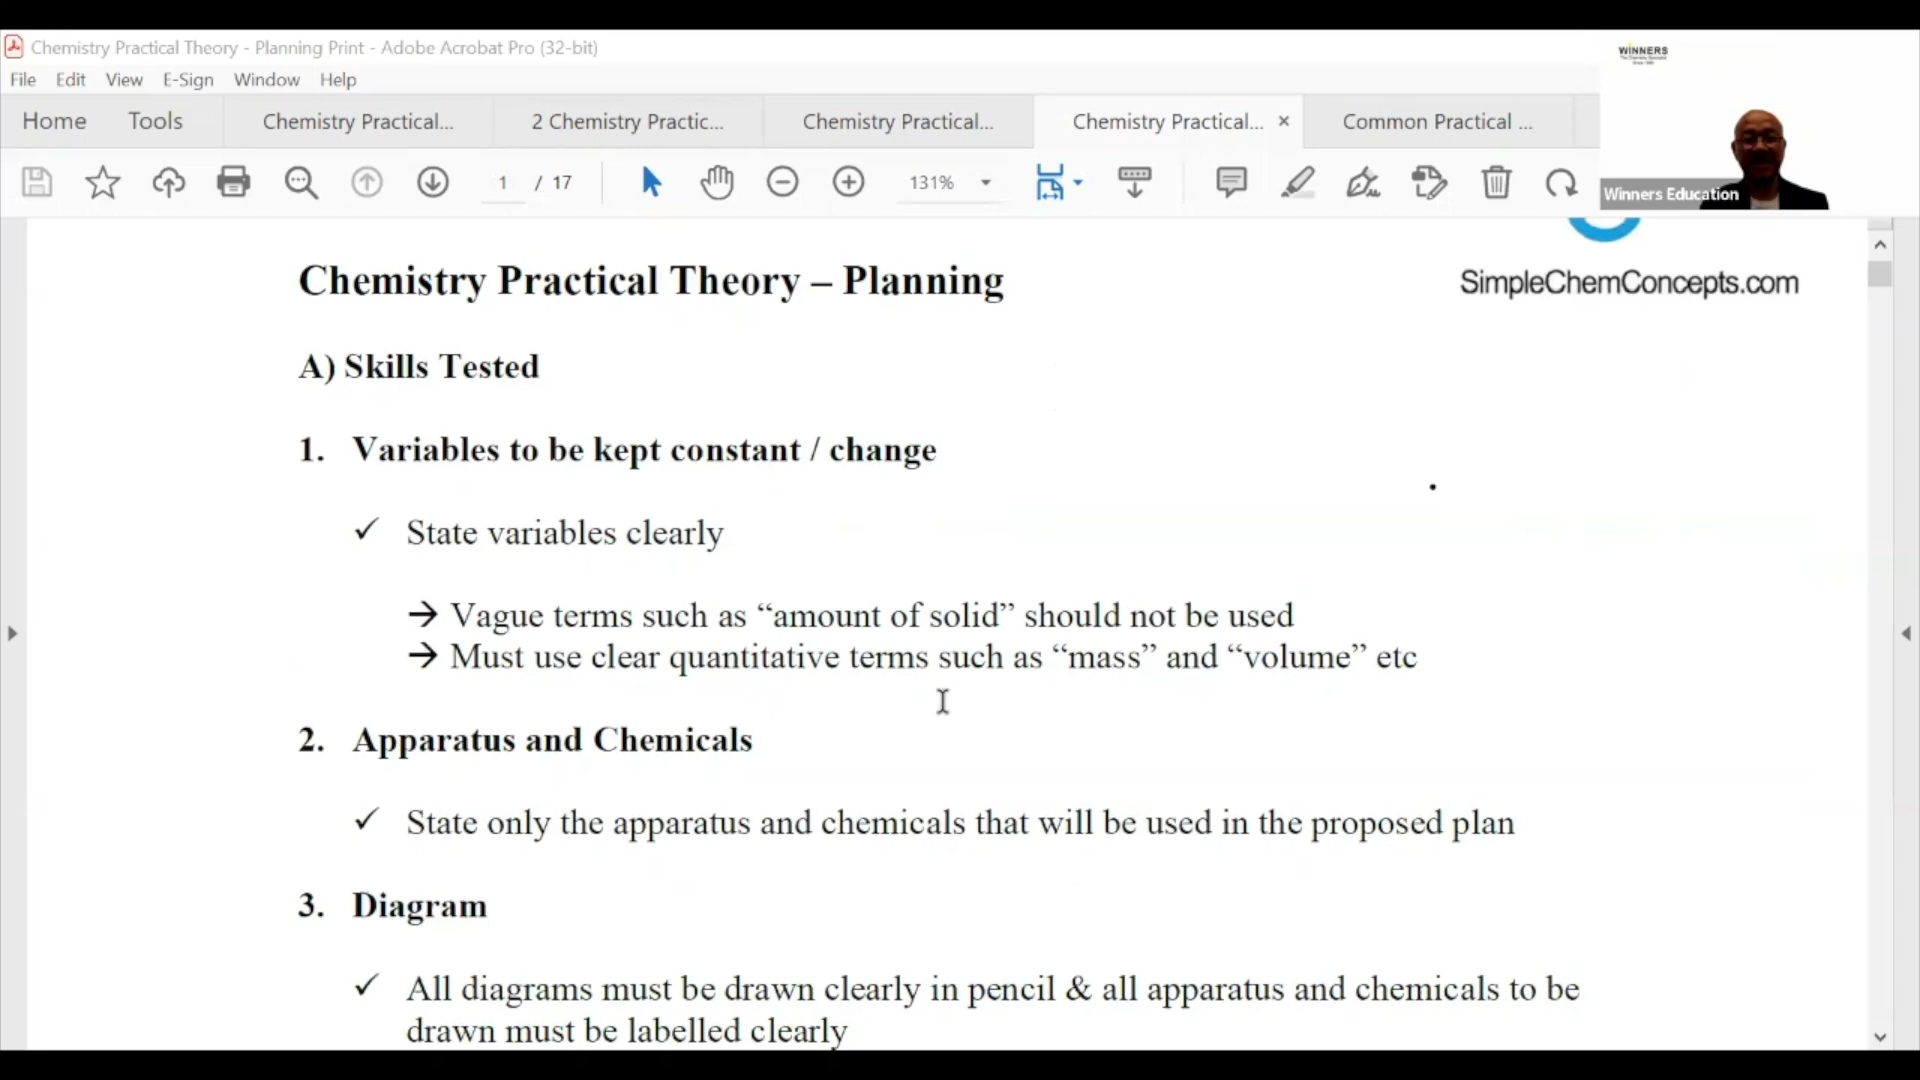 Chemistry Practical Theory - Planning Print - Adobe Acrobat Pro (32-bit)
File Edit View E-Sign Window Help
Home Tools Chemistry Practical... 2 Chemistry Practic... Chemistry Practical... Chemistry Practical... × Common Practical ...
1 / 17 131%
WINNERS
Winners Education
SimpleChemConcepts.com
Chemistry Practical Theory – Planning
A) Skills Tested
1. Variables to be kept constant / change
✓ State variables clearly
→ Vague terms such as “amount of solid” should not be used
→ Must use clear quantitative terms such as “mass” and “volume” etc
2. Apparatus and Chemicals
✓ State only the apparatus and chemicals that will be used in the proposed plan
3. Diagram
✓ All diagrams must be drawn clearly in pencil & all apparatus and chemicals to be
drawn must be labelled clearly